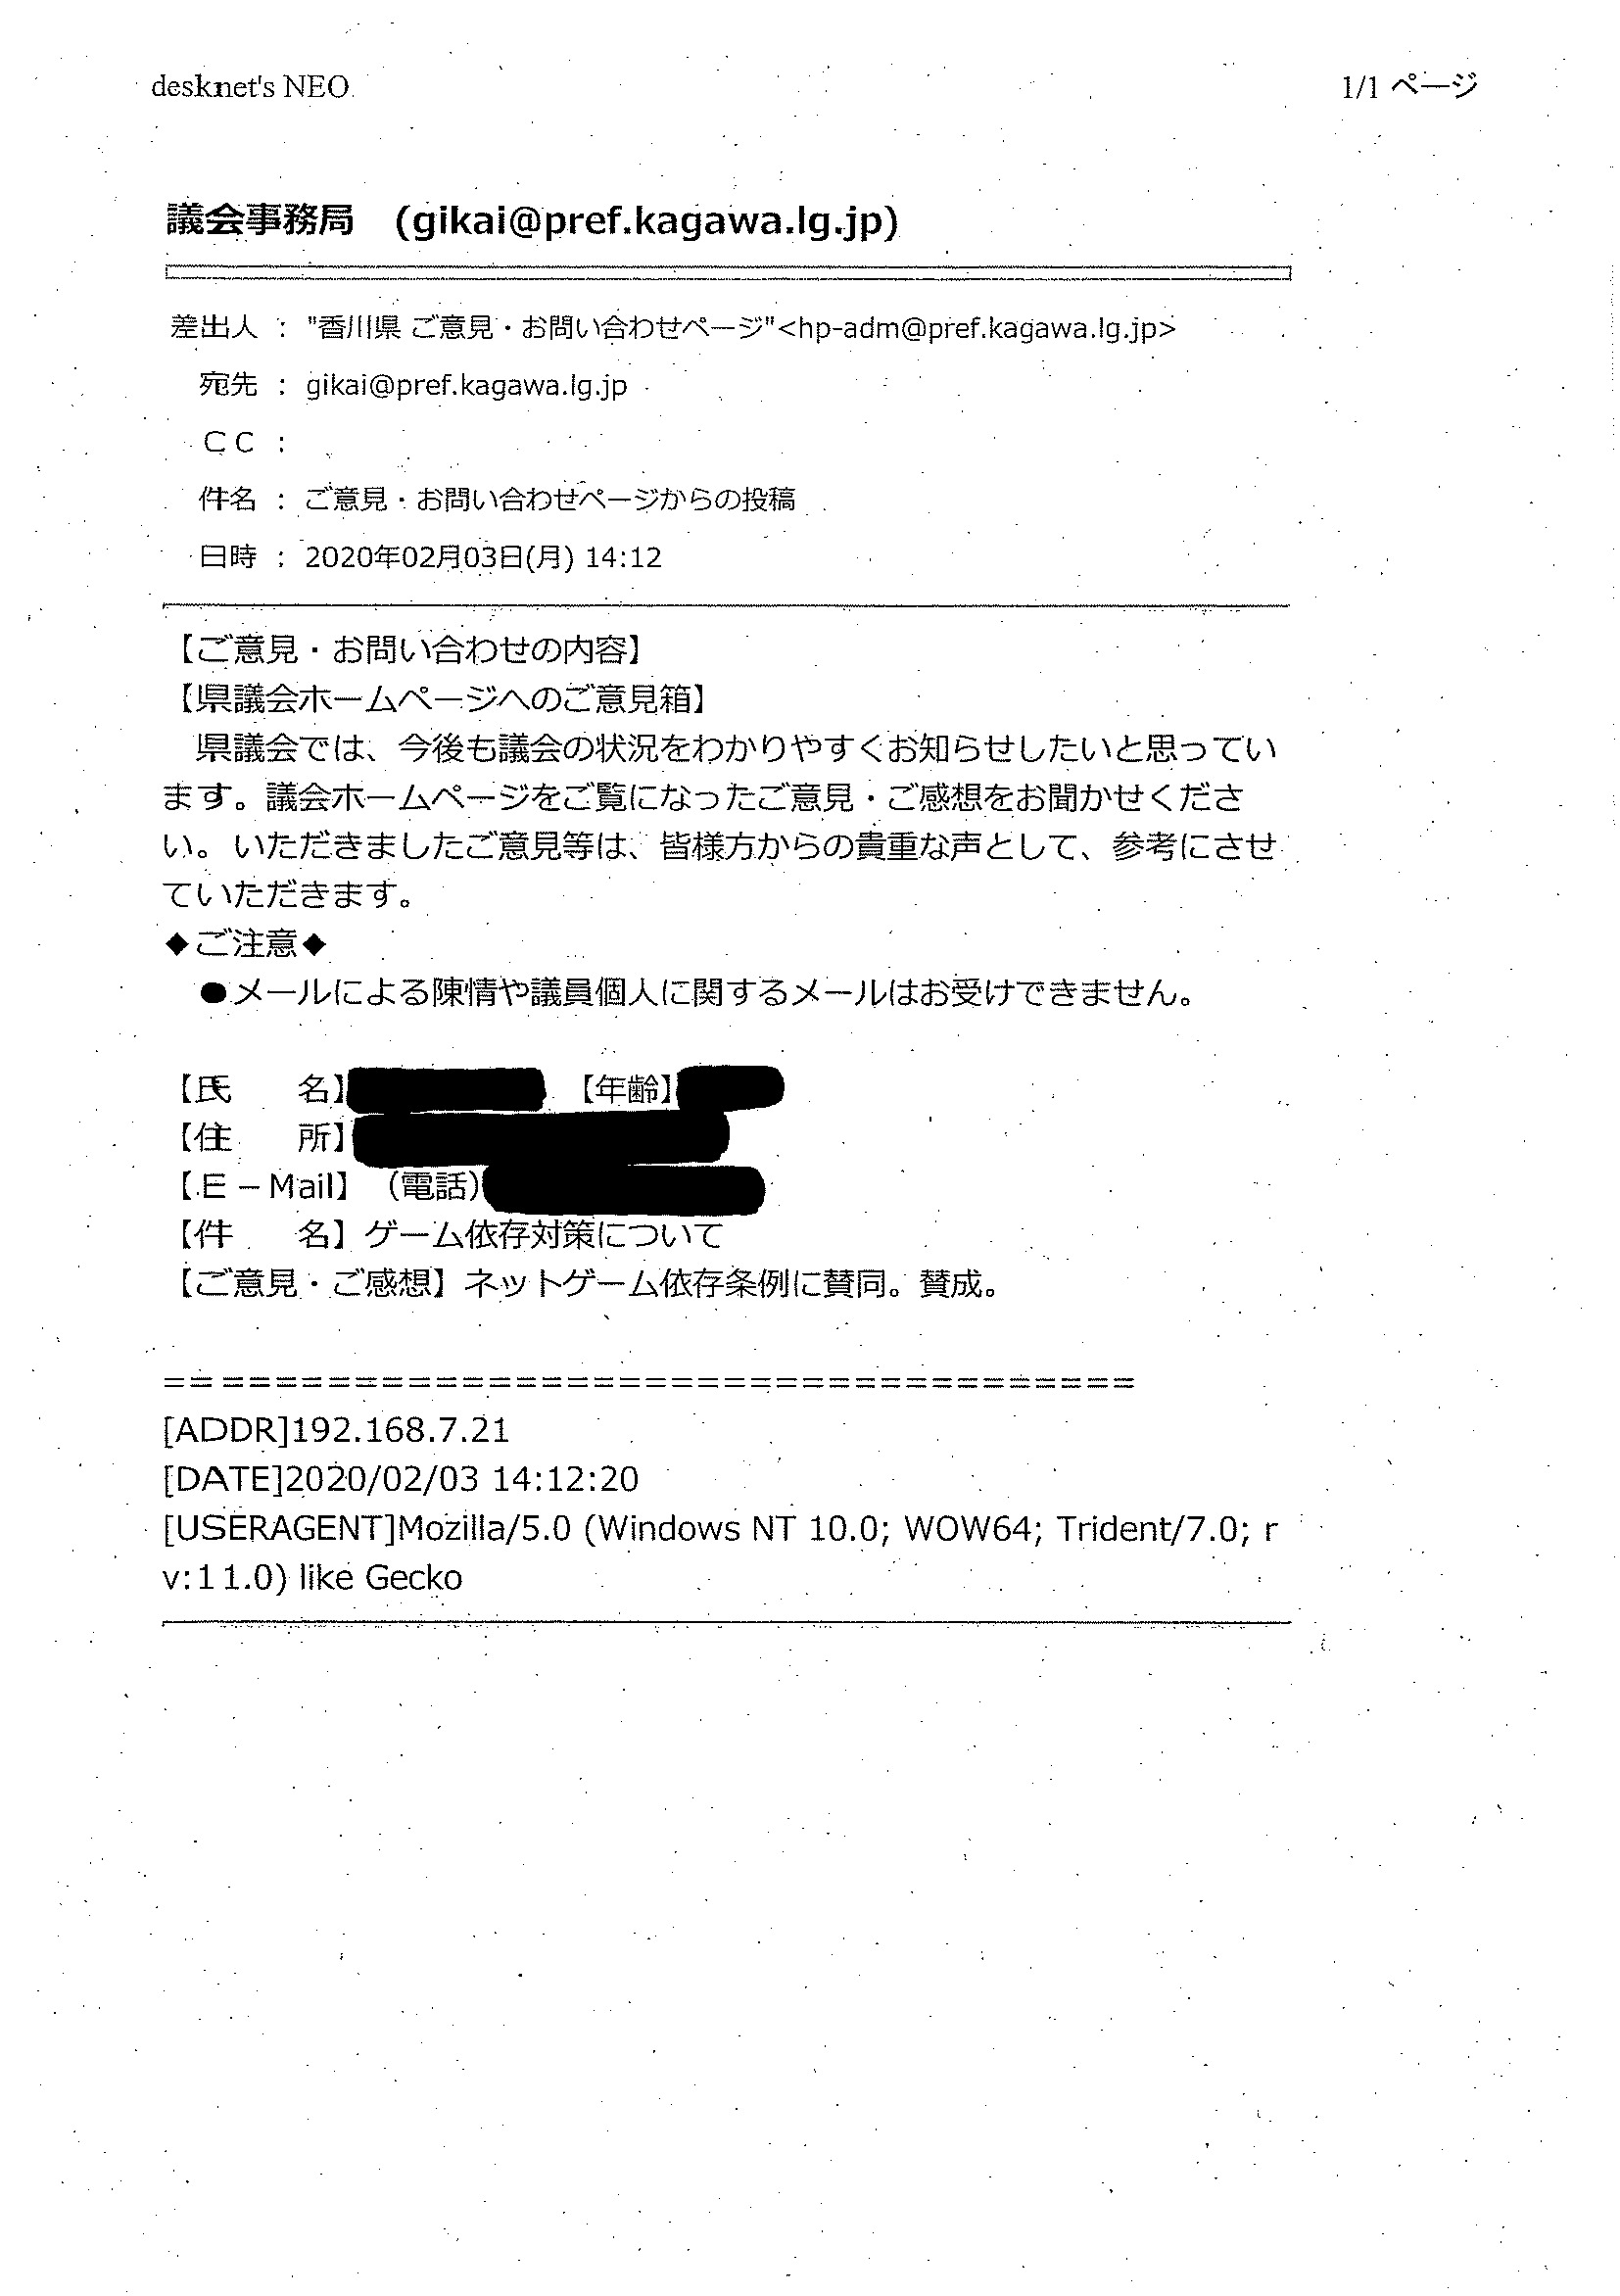 desknet's NEO
1/1 ページ
議会事務局 (gikai@pref.kagawa.lg.jp)
差出人 : "香川県 ご意見・お問い合わせページ"<hp-adm@pref.kagawa.lg.jp>
宛先 : gikai@pref.kagawa.lg.jp
ＣＣ :
件名 : ご意見・お問い合わせページからの投稿
日時 : 2020年02月03日(月) 14:12
【ご意見・お問い合わせの内容】
【県議会ホームページへのご意見箱】
　県議会では、今後も議会の状況をわかりやすくお知らせしたいと思ってい
ます。議会ホームページをご覧になったご意見・ご感想をお聞かせくださ
い。いただきましたご意見等は、皆様方からの貴重な声として、参考にさせ
ていただきます。
◆ご注意◆
　●メールによる陳情や議員個人に関するメールはお受けできません。
【氏　　名】 【年齢】
【住　　所】
【Ｅ－Mail】（電話）
【件　　名】ゲーム依存対策について
【ご意見・ご感想】ネットゲーム依存条例に賛同。賛成。
=====================================
[ADDR]192.168.7.21
[DATE]2020/02/03 14:12:20
[USERAGENT]Mozilla/5.0 (Windows NT 10.0; WOW64; Trident/7.0; r
v:11.0) like Gecko